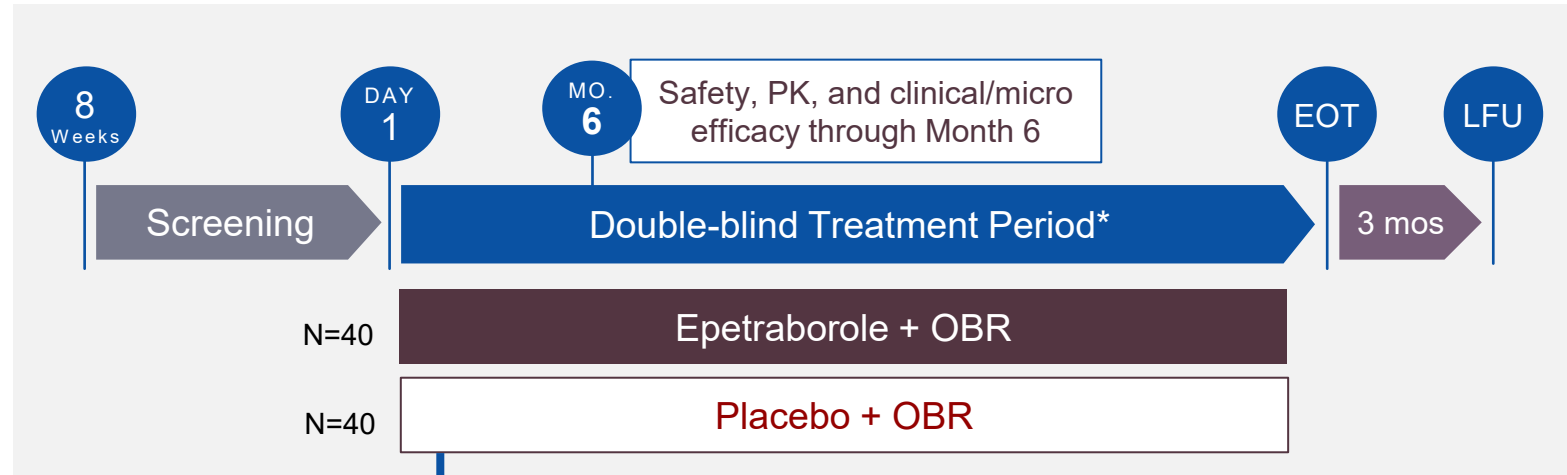 8
Weeks
DAY
1
MO.
6
Safety, PK, and clinical/micro
efficacy through Month 6
EOT
LFU
Screening
Double-blind Treatment Period*
3 mos
N=40
Epetraborole + OBR
N=40
Placebo + OBR